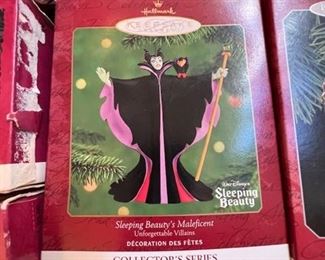 Hallmark
KEEPSAKE
Walt Disney's
Sleeping
Beauty
Sleeping Beauty's Maleficent
Unforgettable Villains
DÉCORATION DES FÊTES
COLLECTOR'S SERIES